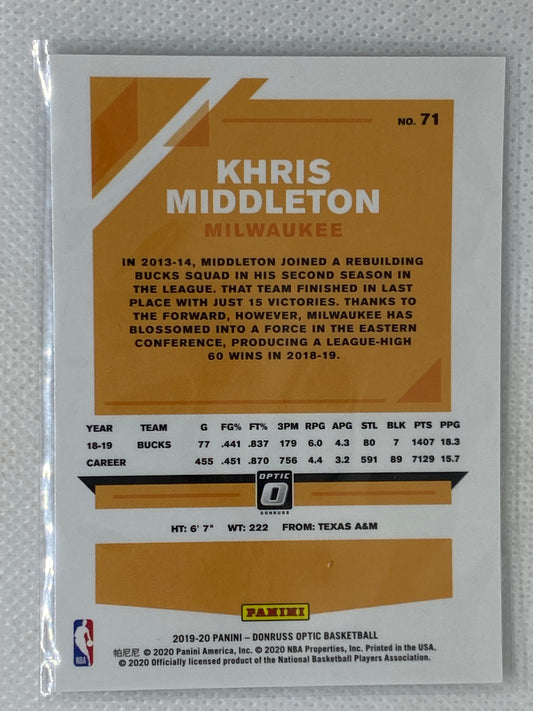 NO. 71
KHRIS
MIDDLETON
MILWAUKEE
IN 2013-14, MIDDLETON JOINED A REBUILDING
BUCKS SQUAD IN HIS SECOND SEASON IN
THE LEAGUE. THAT TEAM FINISHED IN LAST
PLACE WITH JUST 15 VICTORIES. THANKS TO
THE FORWARD, HOWEVER, MILWAUKEE HAS
BLOSSOMED INTO A FORCE IN THE EASTERN
CONFERENCE, PRODUCING A LEAGUE-HIGH
60 WINS IN 2018-19.
YEAR TEAM G FG% FT% 3PM RPG APG STL BLK PTS PPG
18-19 BUCKS 77 .441 .837 179 6.0 4.3 80 7 1407 18.3
CAREER 455 .451 .870 756 4.4 3.2 591 89 7129 15.7
OPTIC
O
DONRUSS
HT: 6' 7" WT: 222 FROM: TEXAS A&M
PANINI
2019-20 PANINI – DONRUSS OPTIC BASKETBALL
帕尼尼 © 2020 Panini America, Inc. © 2020 NBA Properties, Inc. Printed in the USA.
© 2020 Officially licensed product of the National Basketball Players Association.
NBA